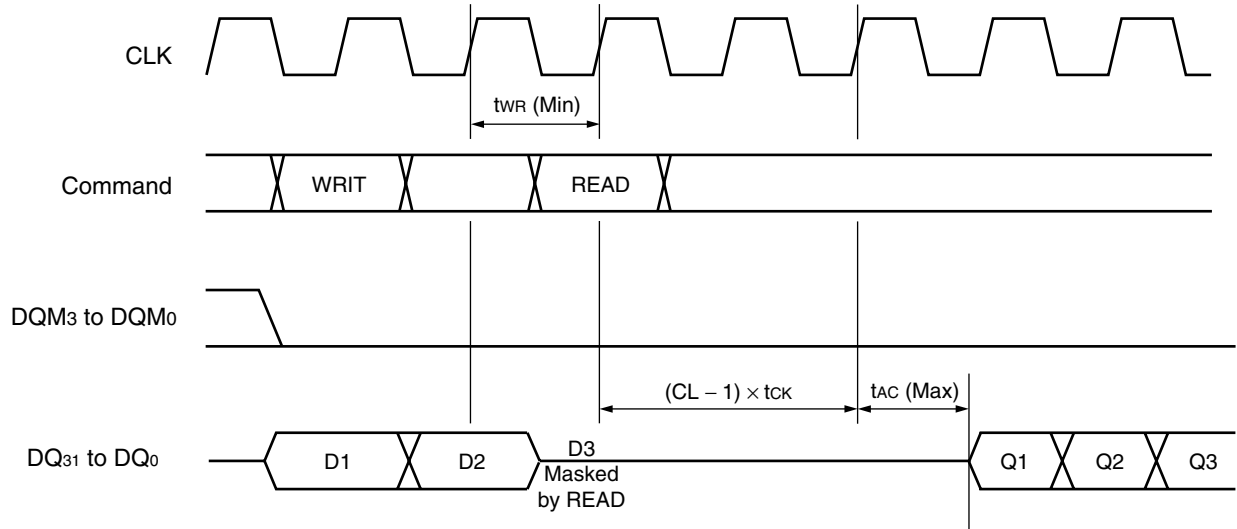 CLK
tWR (Min)
Command
WRIT
READ
DQM3 to DQM0
(CL – 1) × tCK
tAC (Max)
DQ31 to DQ0
D1
D2
D3
Masked
by READ
Q1
Q2
Q3